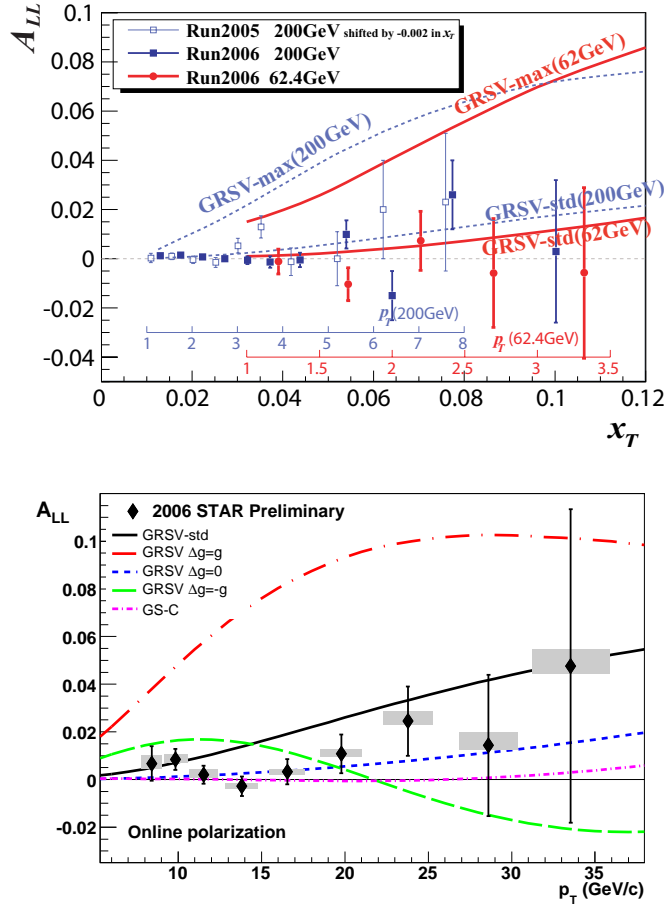 A_LL
0.1
0.08
0.06
0.04
0.02
0
-0.02
-0.04
Run2005 200GeV shifted by -0.002 in x_T
Run2006 200GeV
Run2006 62.4GeV
GRSV-max(62GeV)
GRSV-max(200GeV)
GRSV-std(200GeV)
GRSV-std(62GeV)
p_T (200GeV)
1 2 3 4 5 6 7 8
p_T (62.4GeV)
1 1.5 2 2.5 3 3.5
0 0.02 0.04 0.06 0.08 0.1 0.12
x_T
A_LL
0.1
0.08
0.06
0.04
0.02
0
-0.02
2006 STAR Preliminary
GRSV-std
GRSV Δg=g
GRSV Δg=0
GRSV Δg=-g
GS-C
Online polarization
10 15 20 25 30 35
p_T (GeV/c)